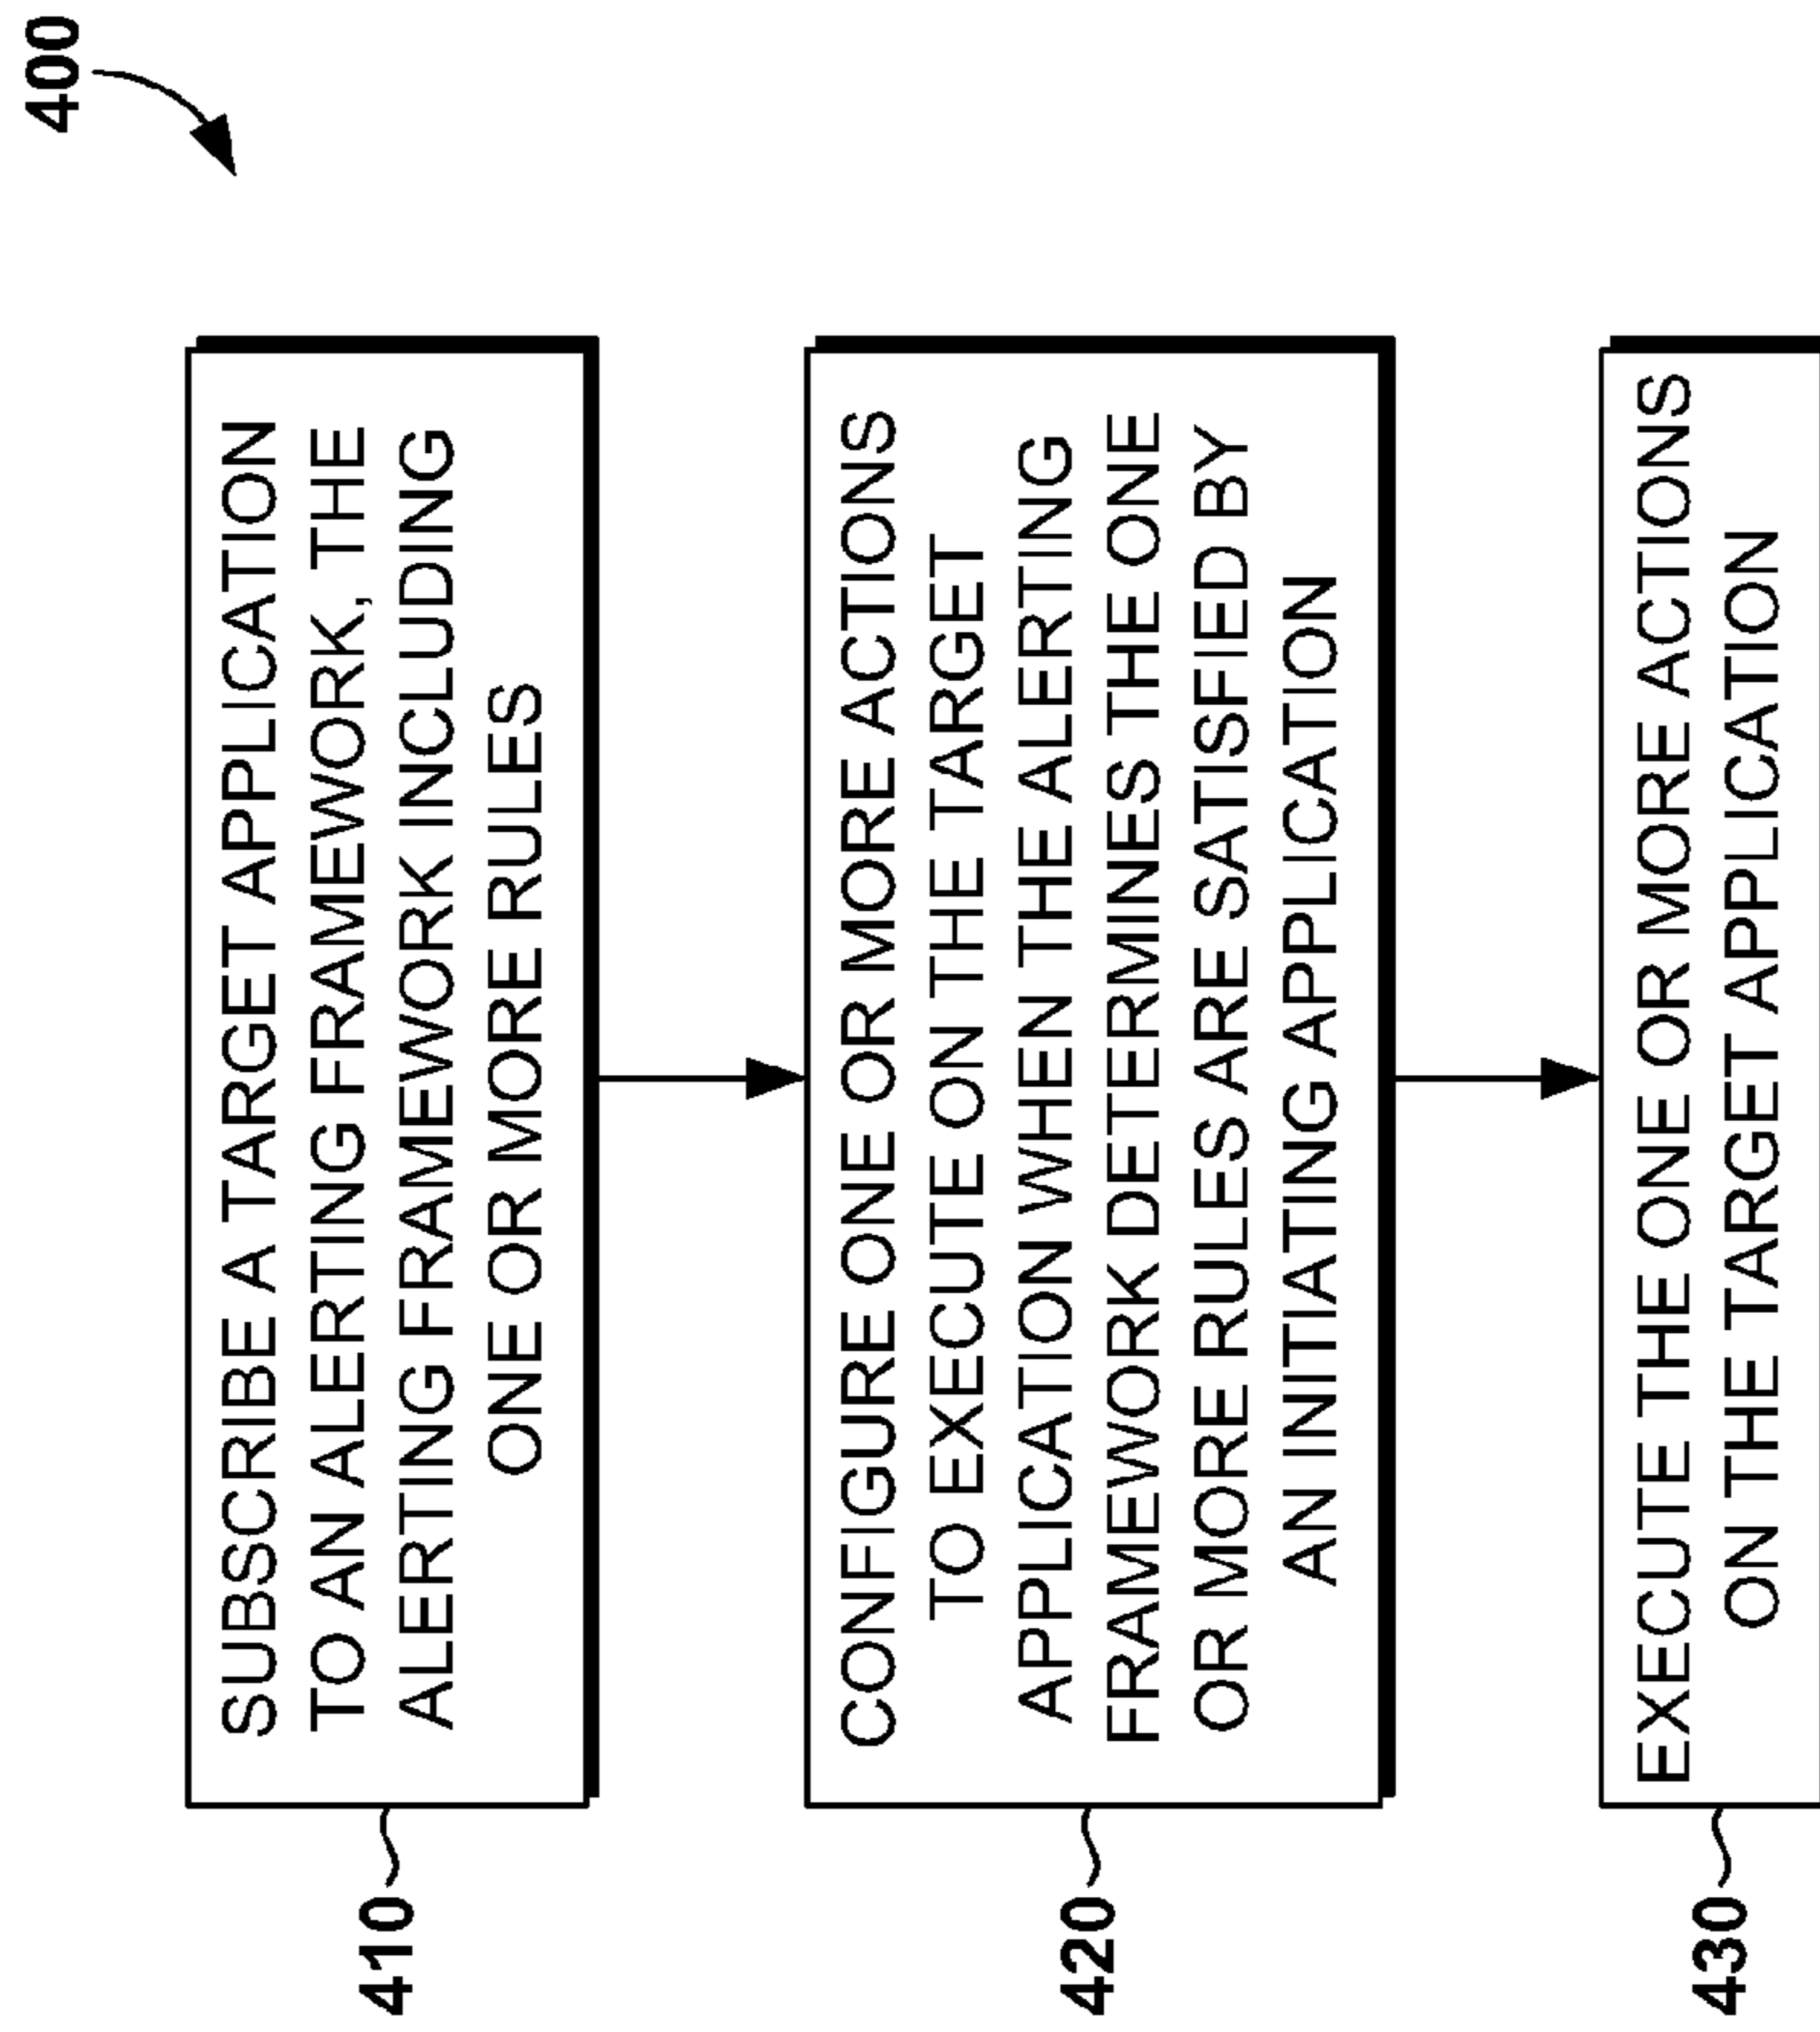 400
410
SUBSCRIBE A TARGET APPLICATION
TO AN ALERTING FRAMEWORK, THE
ALERTING FRAMEWORK INCLUDING
ONE OR MORE RULES
420
CONFIGURE ONE OR MORE ACTIONS
TO EXECUTE ON THE TARGET
APPLICATION WHEN THE ALERTING
FRAMEWORK DETERMINES THE ONE
OR MORE RULES ARE SATISFIED BY
AN INITIATING APPLICATION
430
EXECUTE THE ONE OR MORE ACTIONS
ON THE TARGET APPLICATION